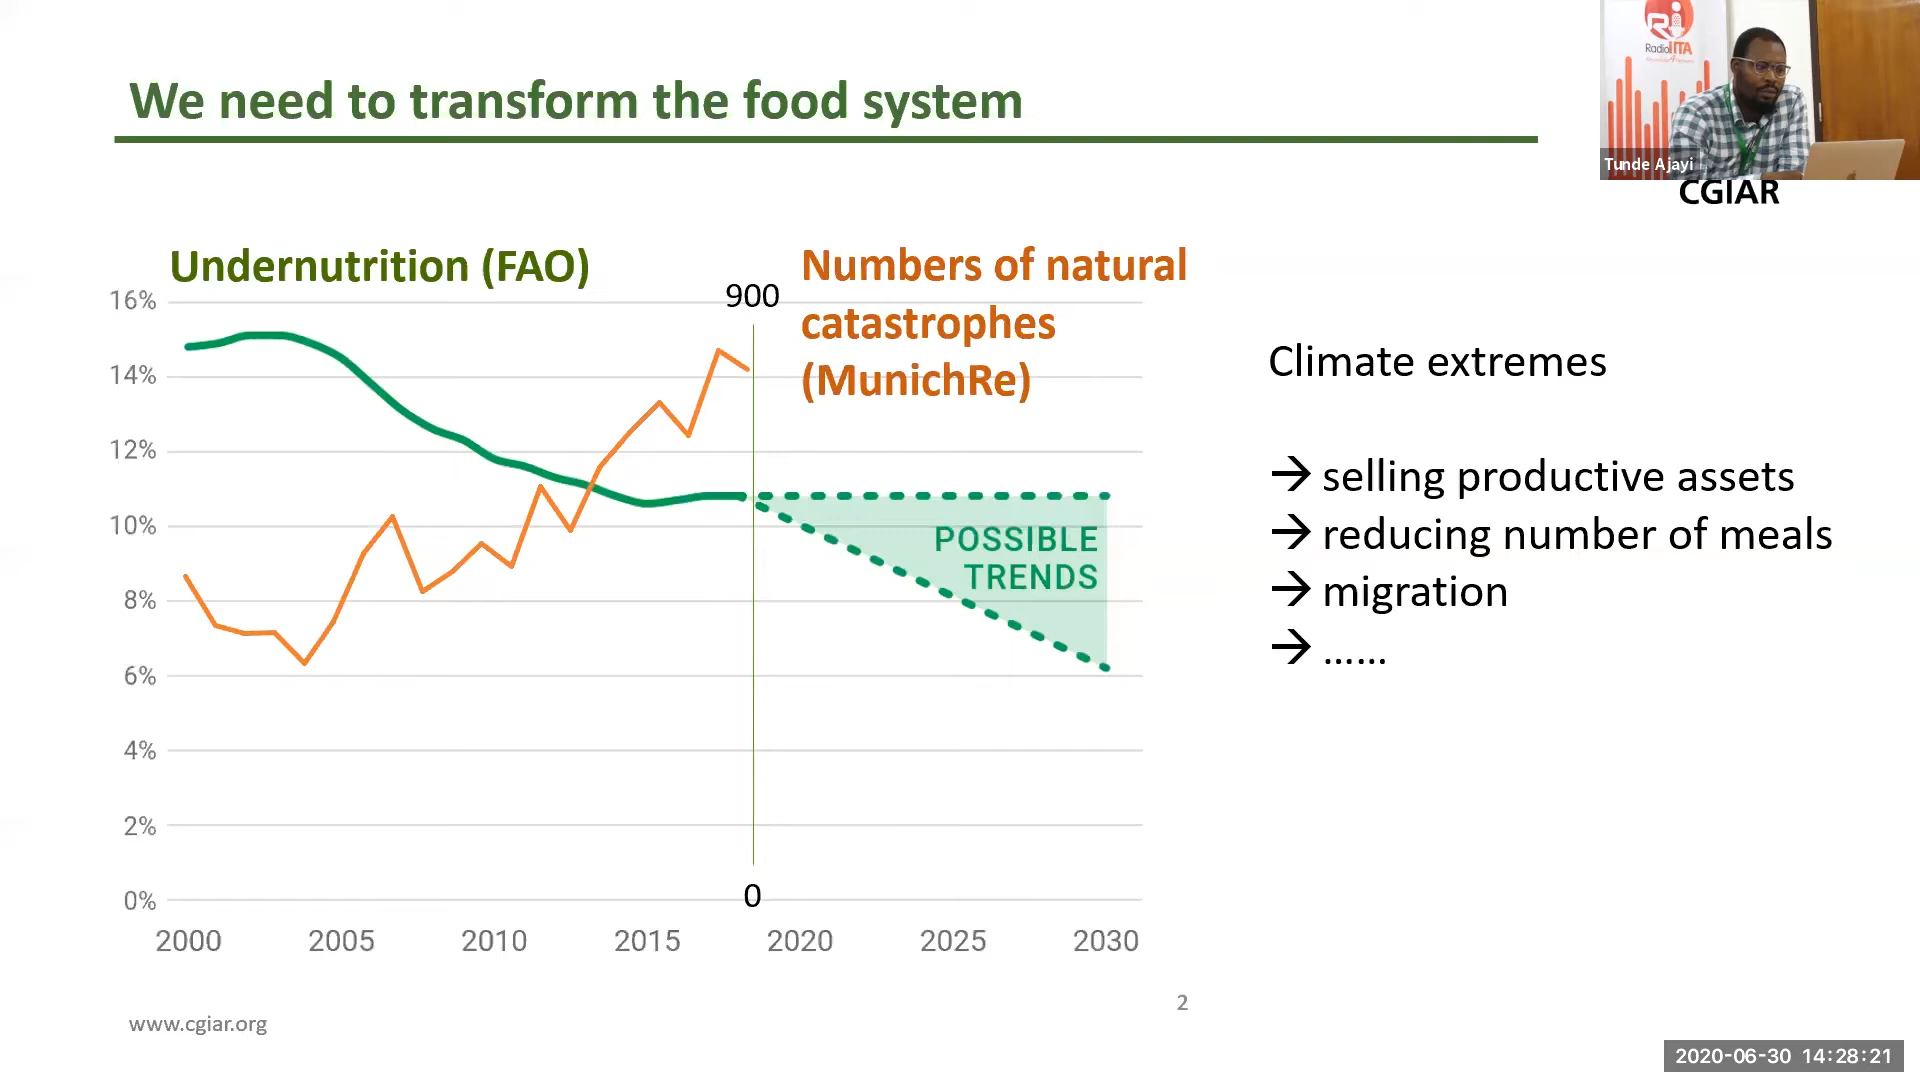 We need to transform the food system
Radio IITA
Tunde Ajayi
CGIAR
Undernutrition (FAO)
Numbers of natural
catastrophes
(MunichRe)
900
16%
14%
12%
10%
8%
6%
4%
2%
0%
0
POSSIBLE
TRENDS
2000 2005 2010 2015 2020 2025 2030
Climate extremes
→ selling productive assets
→ reducing number of meals
→ migration
→ ......
2
www.cgiar.org
2020-06-30 14:28:21